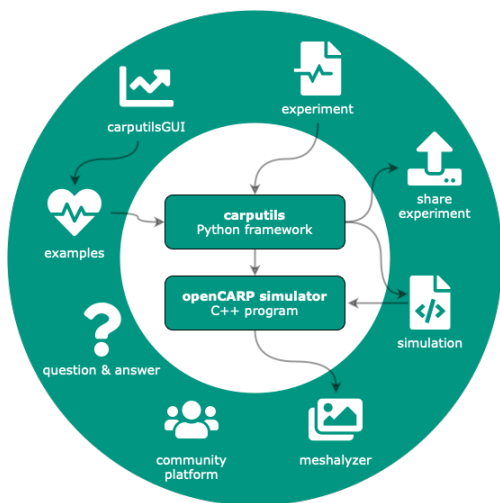 experiment
carputilsGUI
share
experiment
carputils
Python framework
examples
openCARP simulator
C++ program
simulation
question & answer
community
platform
meshalyzer